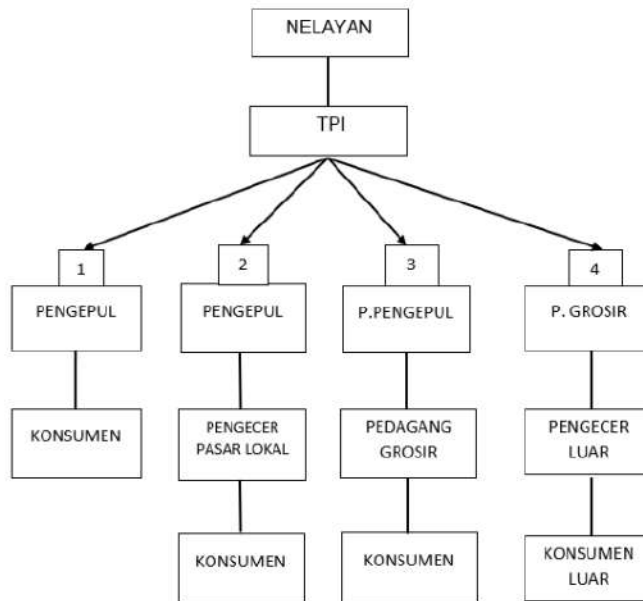 NELAYAN
TPI
1
2
3
4
PENGEPUL
PENGEPUL
P.PENGEPUL
P. GROSIR
KONSUMEN
PENGECER
PASAR LOKAL
PEDAGANG
GROSIR
PENGECER
LUAR
KONSUMEN
KONSUMEN
KONSUMEN
LUAR